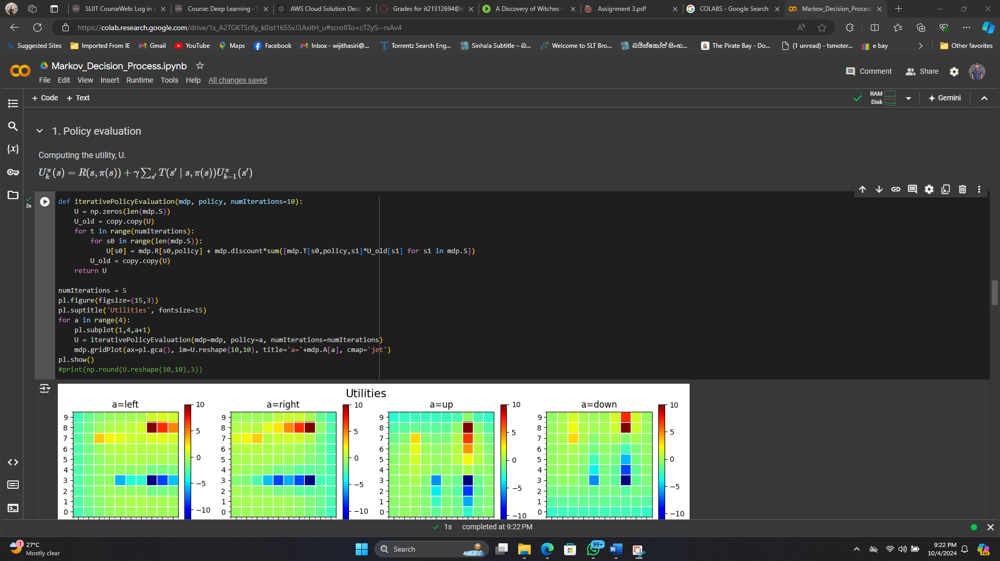 SLIIT CourseWeb: Log in t
Course: Deep Learning - S
AWS Cloud Solution Desig
Grades for it21312694@m
A Discovery of Witches -
Assignment 3.pdf
COLABS - Google Search
Markov_Decision_Process
https://colab.research.google.com/drive/1s_A2TGKTSrXy_k0ist165SvJ3AxitH_u#scrollTo=cT2yS--rsAv4
Suggested Sites
Imported From IE
Gmail
YouTube
Maps
Facebook
Inbox - wijithasiri@...
Torrentz Search Eng...
Sinhala Subtitle – බ...
Welcome to SLT Bro...
බයිස්කෝප් සිංහ...
The Pirate Bay - Do...
(1 unread) - tsmoter...
e bay
Other favorites
Markov_Decision_Process.ipynb
File Edit View Insert Runtime Tools Help All changes saved
Comment
Share
+ Code + Text
RAM
Disk
Gemini
1. Policy evaluation
Computing the utility, U.
U_k^π(s) = R(s, π(s)) + γ∑_{s′} T(s′ | s, π(s))U_{k−1}^π(s′)
{x}
2s
def iterativePolicyEvaluation(mdp, policy, numIterations=10):
    U = np.zeros(len(mdp.S))
    U_old = copy.copy(U)
    for t in range(numIterations):
        for s0 in range(len(mdp.S)):
            U[s0] = mdp.R[s0,policy] + mdp.discount*sum([mdp.T[s0,policy,s1]*U_old[s1] for s1 in mdp.S])
        U_old = copy.copy(U)
    return U
numIterations = 5
pl.figure(figsize=(15,3))
pl.suptitle('Utilities', fontsize=15)
for a in range(4):
    pl.subplot(1,4,a+1)
    U = iterativePolicyEvaluation(mdp=mdp, policy=a, numIterations=numIterations)
    mdp.gridPlot(ax=pl.gca(), im=U.reshape(10,10), title='a='+mdp.A[a], cmap='jet')
pl.show()
#print(np.round(U.reshape(10,10),3))
Utilities
a=left
9
8
7
6
5
4
3
2
1
0
10
5
0
−5
−10
a=right
9
8
7
6
5
4
3
2
1
0
10
5
0
−5
−10
a=up
9
8
7
6
5
4
3
2
1
0
10
5
0
−5
−10
a=down
9
8
7
6
5
4
3
2
1
0
10
5
0
−5
−10
1s completed at 9:22 PM
1
27°C
Mostly clear
Search
99+
9:22 PM
10/4/2024
PRE